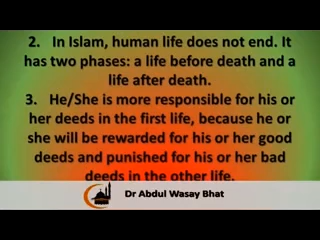 2. In Islam, human life does not end. It
has two phases: a life before death and a
life after death.
3. He/She is more responsible for his or
her deeds in the first life, because he or
she will be rewarded for his or her good
deeds and punished for his or her bad
deeds in the other life.
Dr Abdul Wasay Bhat